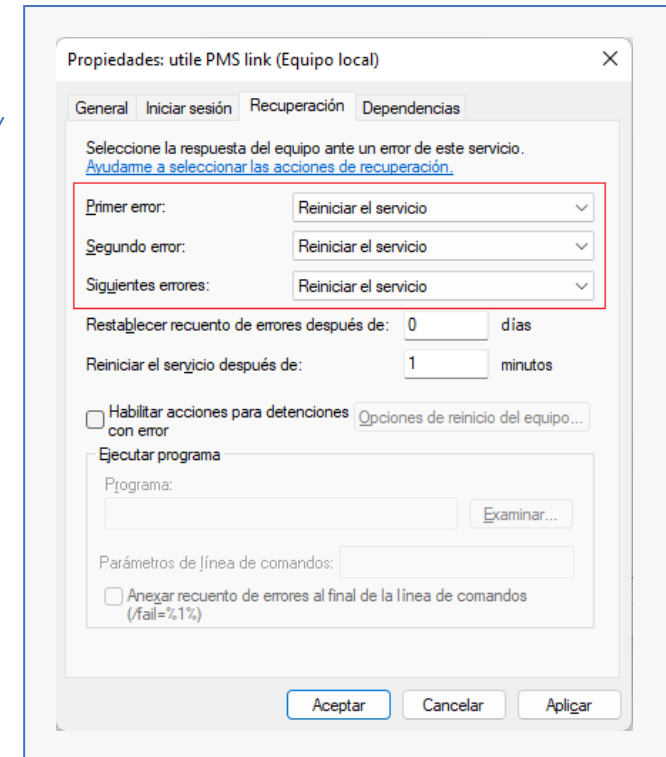 Propiedades: utile PMS link (Equipo local)
General Iniciar sesión Recuperación Dependencias
Seleccione la respuesta del equipo ante un error de este servicio.
Ayudarme a seleccionar las acciones de recuperación.
Primer error: Reiniciar el servicio
Segundo error: Reiniciar el servicio
Siguientes errores: Reiniciar el servicio
Restablecer recuento de errores después de: 0 días
Reiniciar el servicio después de: 1 minutos
Habilitar acciones para detenciones
con error
Opciones de reinicio del equipo...
Ejecutar programa
Programa:
Examinar...
Parámetros de línea de comandos:
Anexar recuento de errores al final de la línea de comandos
(/fail=%1%)
Aceptar Cancelar Aplicar